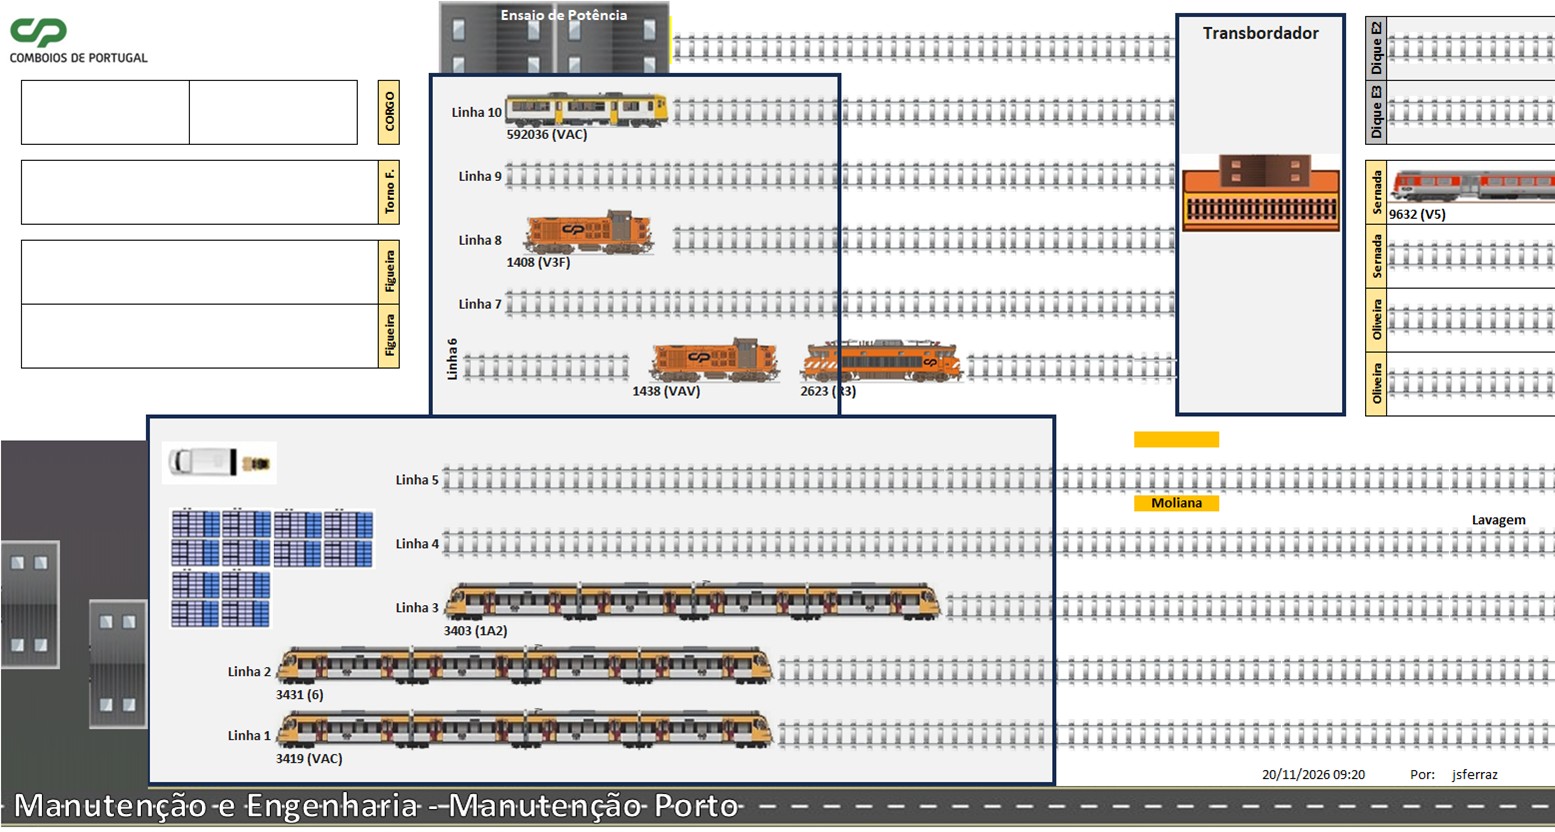 CP
COMBOIOS DE PORTUGAL
Ensaio de Potência
Transbordador
Dique E2
Dique E3
CORGO
Torno F.
Figueira
Figueira
Linha 10
592036 (VAC)
Linha 9
Linha 8
1408 (V3F)
Linha 7
Linha 6
1438 (VAV)
2623 (R3)
Sernada
9632 (V5)
Sernada
Oliveira
Oliveira
Linha 5
Moliana
Lavagem
Linha 4
Linha 3
3403 (1A2)
Linha 2
3431 (6)
Linha 1
3419 (VAC)
20/11/2026 09:20 Por: jsferraz
Manutenção e Engenharia - Manutenção Porto